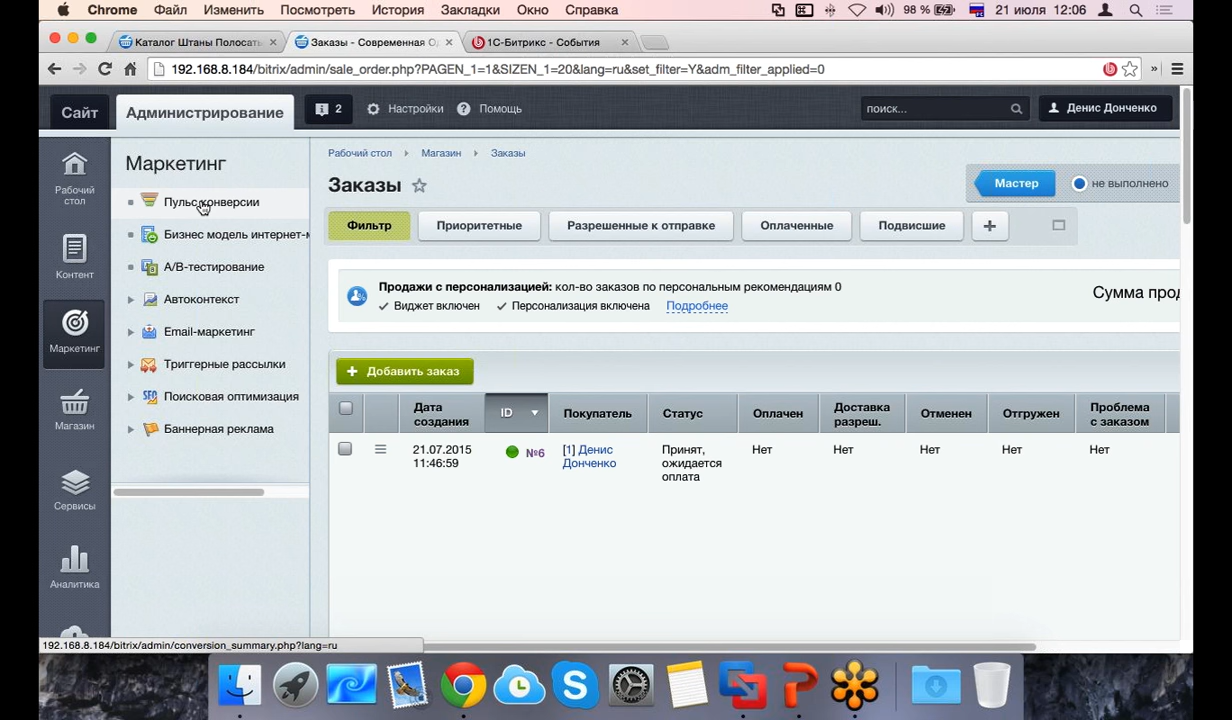 Chrome Файл Изменить Посмотреть История Закладки Окно Справка 98 % 21 июля 12:06
Каталог Штаны Полосаты Заказы - Современная О 1С-Битрикс - События
192.168.8.184/bitrix/admin/sale_order.php?PAGEN_1=1&SIZEN_1=20&lang=ru&set_filter=Y&adm_filter_applied=0 »
Сайт Администрирование 2 Настройки ? Помощь поиск... Денис Донченко
Рабочий
стол
Контент
Маркетинг
Магазин
Сервисы
Аналитика
Маркетинг
Пульс конверсии
Бизнес модель интернет-м
A/B-тестирование
Автоконтекст
Email-маркетинг
Триггерные рассылки
SEO Поисковая оптимизация
Баннерная реклама
Рабочий стол Магазин Заказы
Заказы
Мастер не выполнено
Фильтр Приоритетные Разрешенные к отправке Оплаченные Подвисшие +
Продажи с персонализацией: кол-во заказов по персональным рекомендациям 0
Виджет включен Персонализация включена Подробнее
Сумма прод
+ Добавить заказ
Дата
создания
ID
Покупатель
Статус
Оплачен
Доставка
разреш.
Отменен
Отгружен
Проблема
с заказом
21.07.2015
11:46:59
№6
[1] Денис
Донченко
Принят,
ожидается
оплата
Нет
Нет
Нет
Нет
Нет
192.168.8.184/bitrix/admin/conversion_summary.php?lang=ru